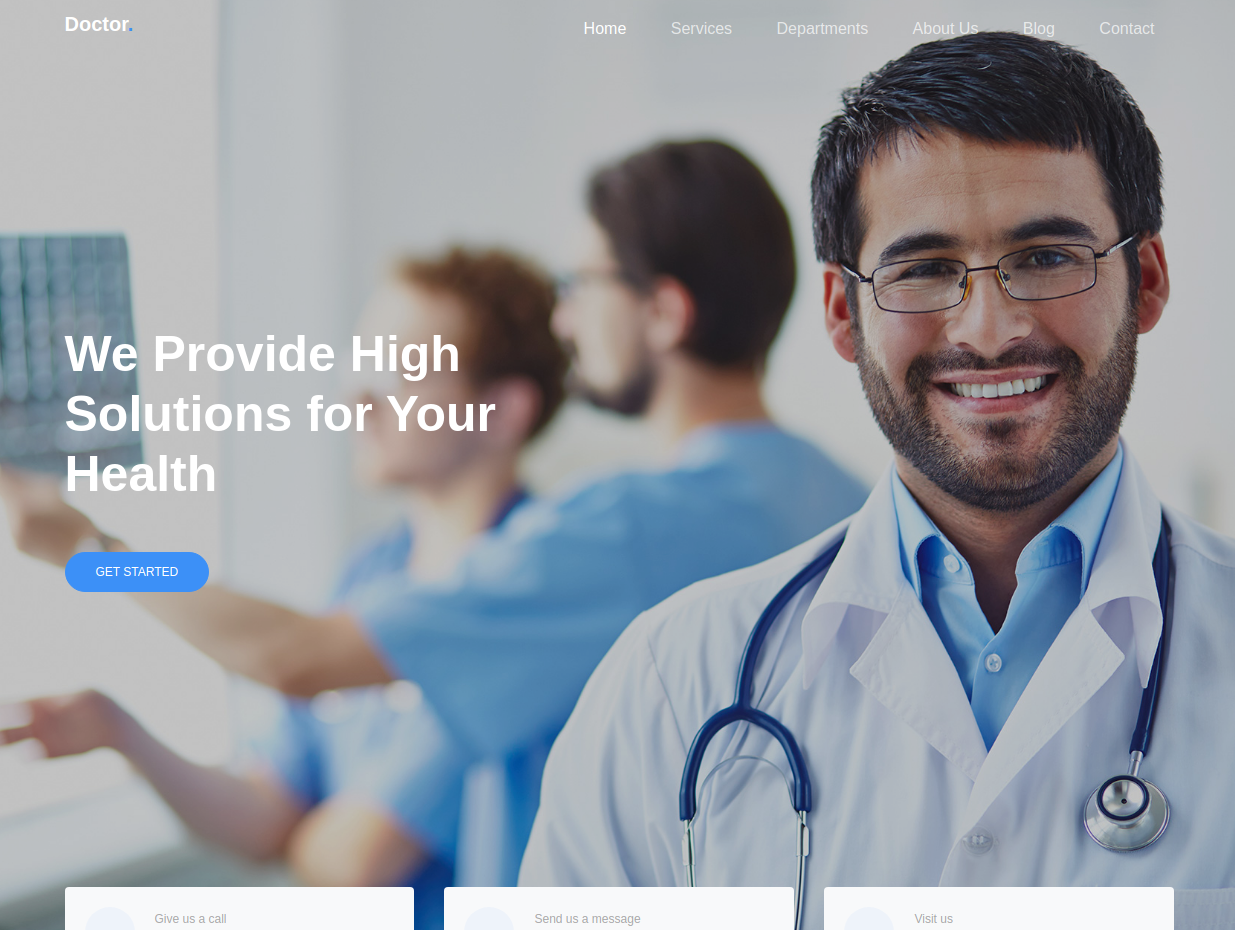 Doctor.
Home Services Departments About Us Blog Contact
We Provide High
Solutions for Your
Health
GET STARTED
Give us a call
Send us a message
Visit us